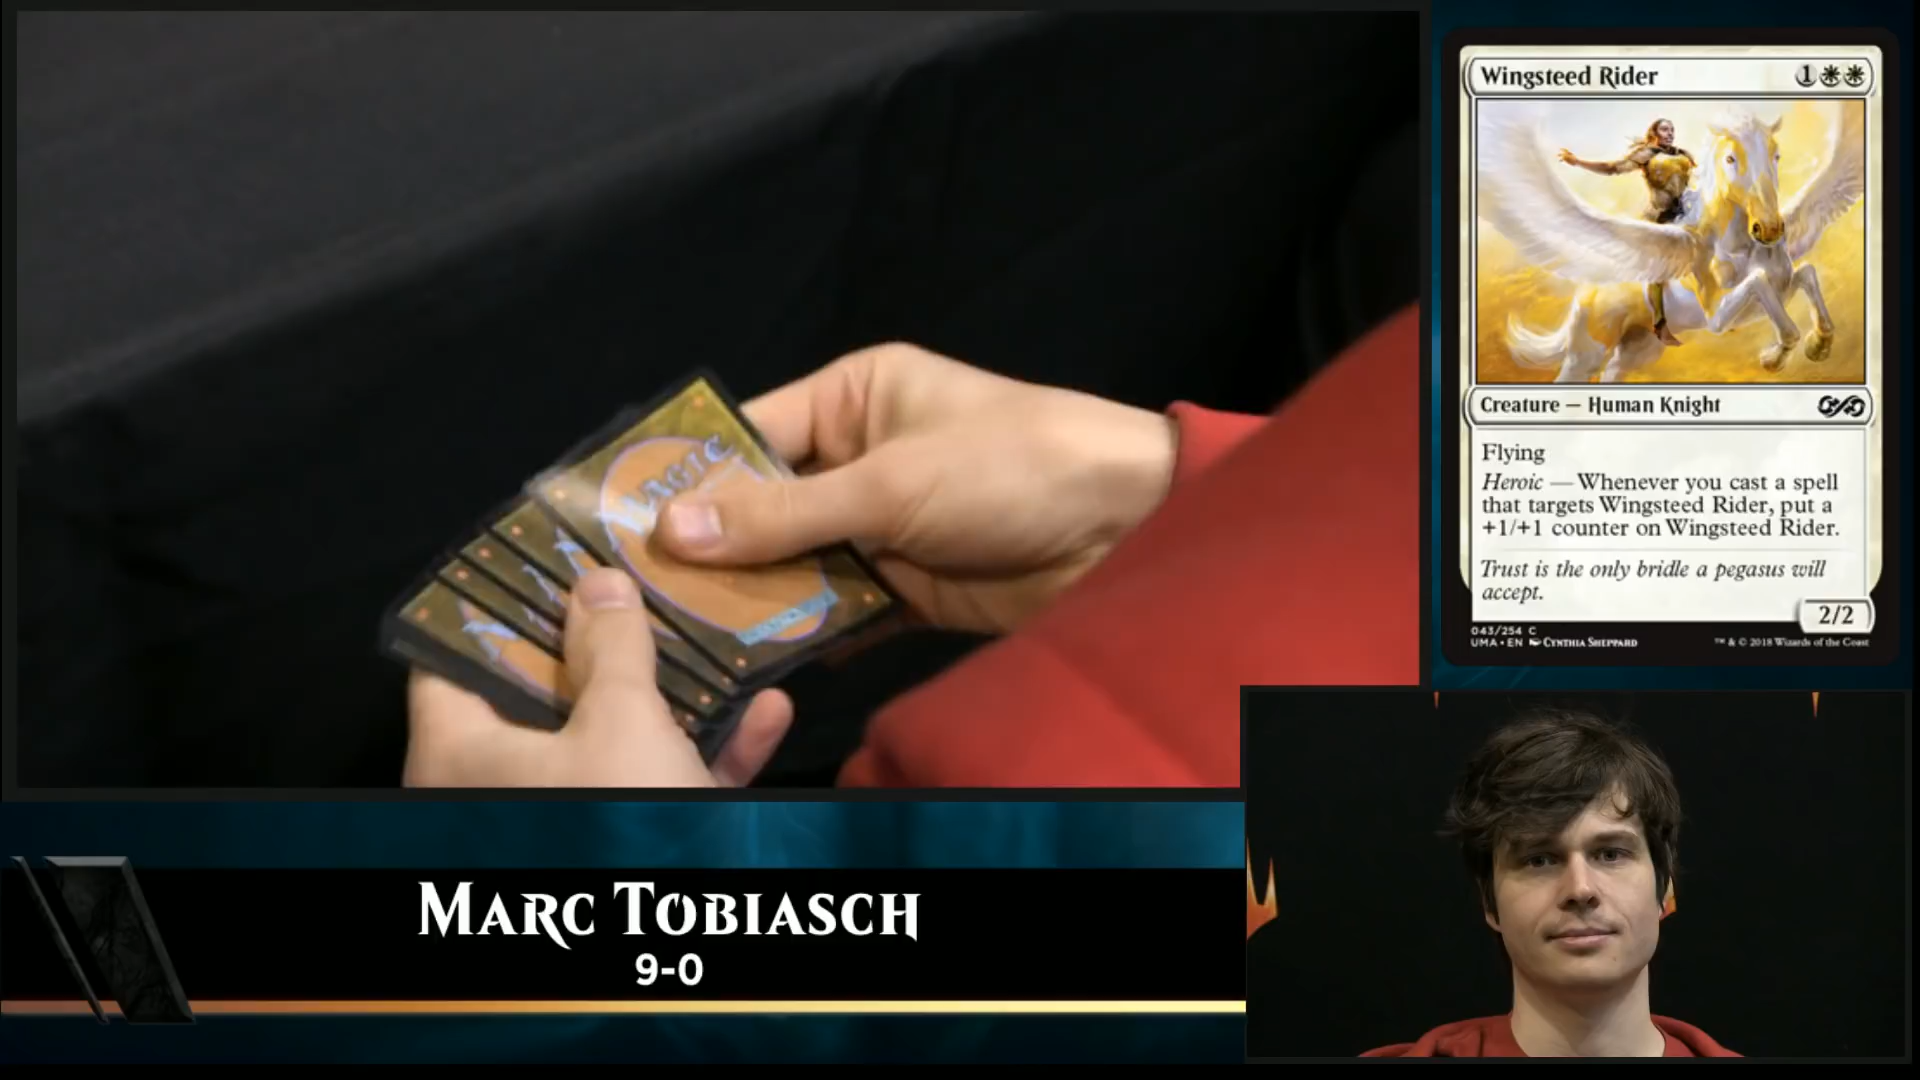 Wingsteed Rider 1
Creature — Human Knight
Flying
Heroic — Whenever you cast a spell
that targets Wingsteed Rider, put a
+1/+1 counter on Wingsteed Rider.
Trust is the only bridle a pegasus will
accept.
2/2
043/254 C
UMA • EN Cynthia Sheppard
™ & © 2018 Wizards of the Coast
MAGIC
Marc Tobiasch
9-0